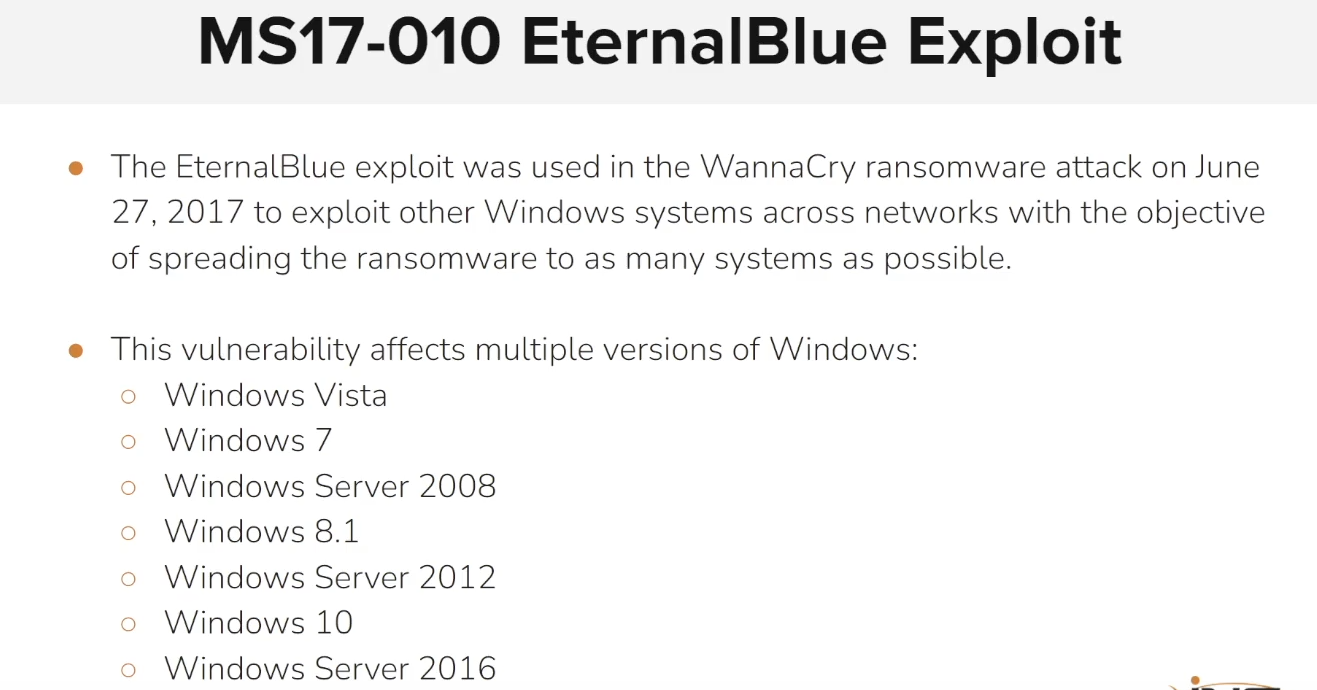 MS17-010 EternalBlue Exploit
The EternalBlue exploit was used in the WannaCry ransomware attack on June
27, 2017 to exploit other Windows systems across networks with the objective
of spreading the ransomware to as many systems as possible.
This vulnerability affects multiple versions of Windows:
Windows Vista
Windows 7
Windows Server 2008
Windows 8.1
Windows Server 2012
Windows 10
Windows Server 2016